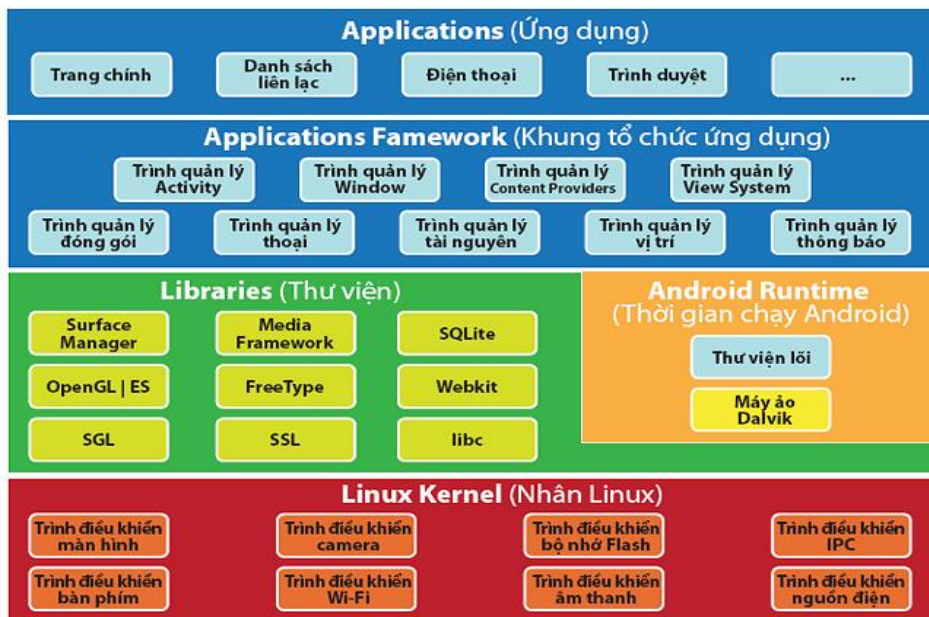 Applications (Ứng dụng)
Trang chính
Danh sách
liên lạc
Điện thoại
Trình duyệt
...
Applications Famework (Khung tổ chức ứng dụng)
Trình quản lý
Activity
Trình quản lý
Window
Trình quản lý
Content Providers
Trình quản lý
View System
Trình quản lý
đóng gói
Trình quản lý
thoại
Trình quản lý
tài nguyên
Trình quản lý
vị trí
Trình quản lý
thông báo
Libraries (Thư viện)
Surface
Manager
Media
Framework
SQLite
OpenGL | ES
FreeType
Webkit
SGL
SSL
libc
Android Runtime
(Thời gian chạy Android)
Thư viện lõi
Máy ảo
Dalvik
Linux Kernel (Nhân Linux)
Trình điều khiển
màn hình
Trình điều khiển
camera
Trình điều khiển
bộ nhớ Flash
Trình điều khiển
IPC
Trình điều khiển
bàn phím
Trình điều khiển
Wi-Fi
Trình điều khiển
âm thanh
Trình điều khiển
nguồn điện